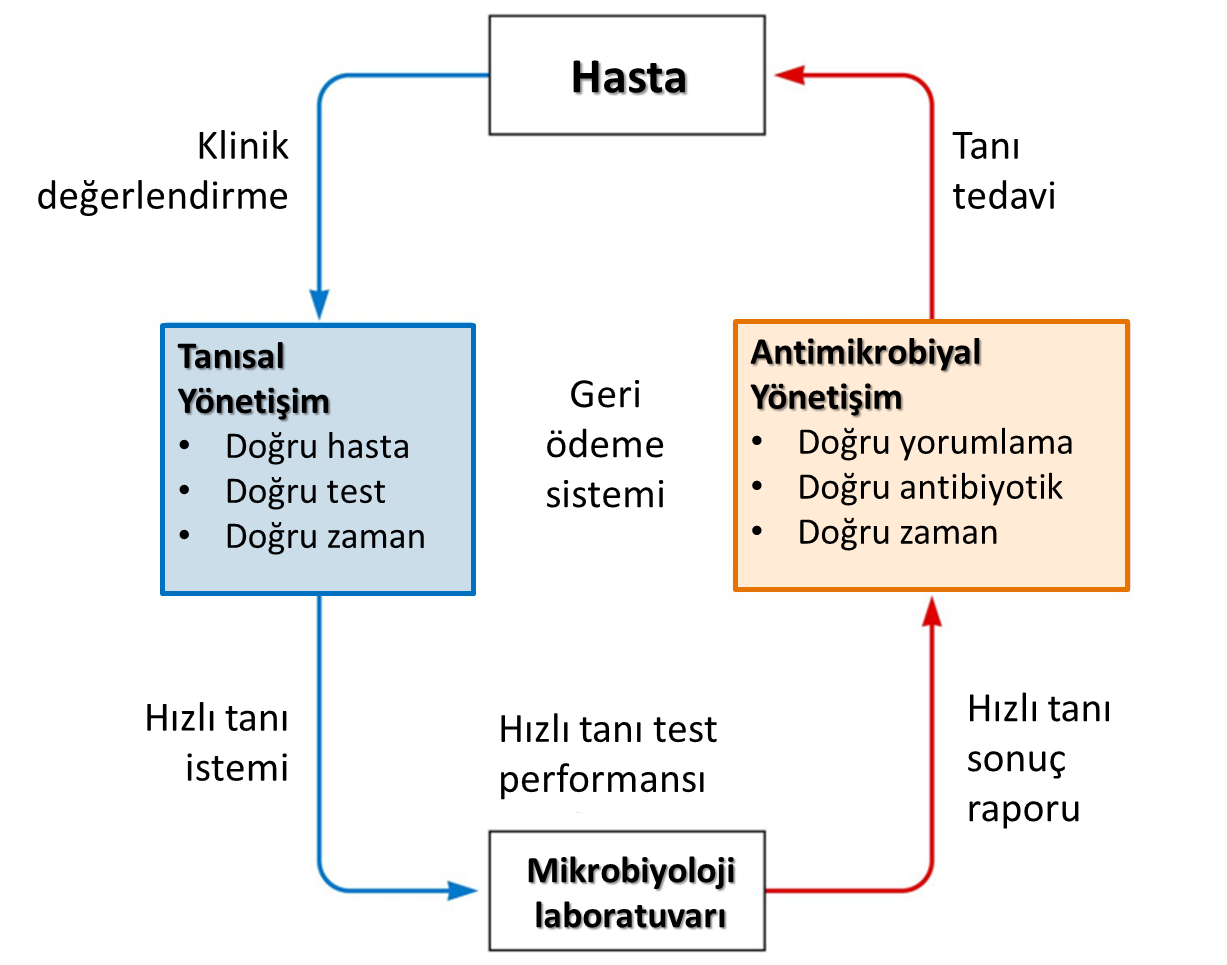 Hasta
Klinik
değerlendirme
Tanı
tedavi
Tanısal
Yönetişim
• Doğru hasta
• Doğru test
• Doğru zaman
Geri
ödeme
sistemi
Antimikrobiyal
Yönetişim
• Doğru yorumlama
• Doğru antibiyotik
• Doğru zaman
Hızlı tanı
istemi
Hızlı tanı test
performansı
Hızlı tanı
sonuç
raporu
Mikrobiyoloji
laboratuvarı